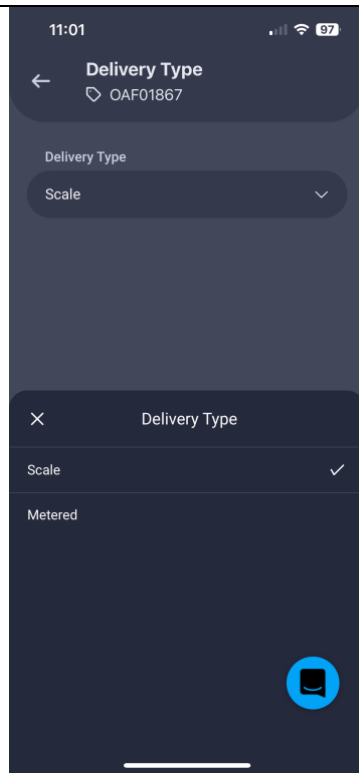 11:01
97
Delivery Type
OAF01867
Delivery Type
Scale
Delivery Type
Scale
Metered